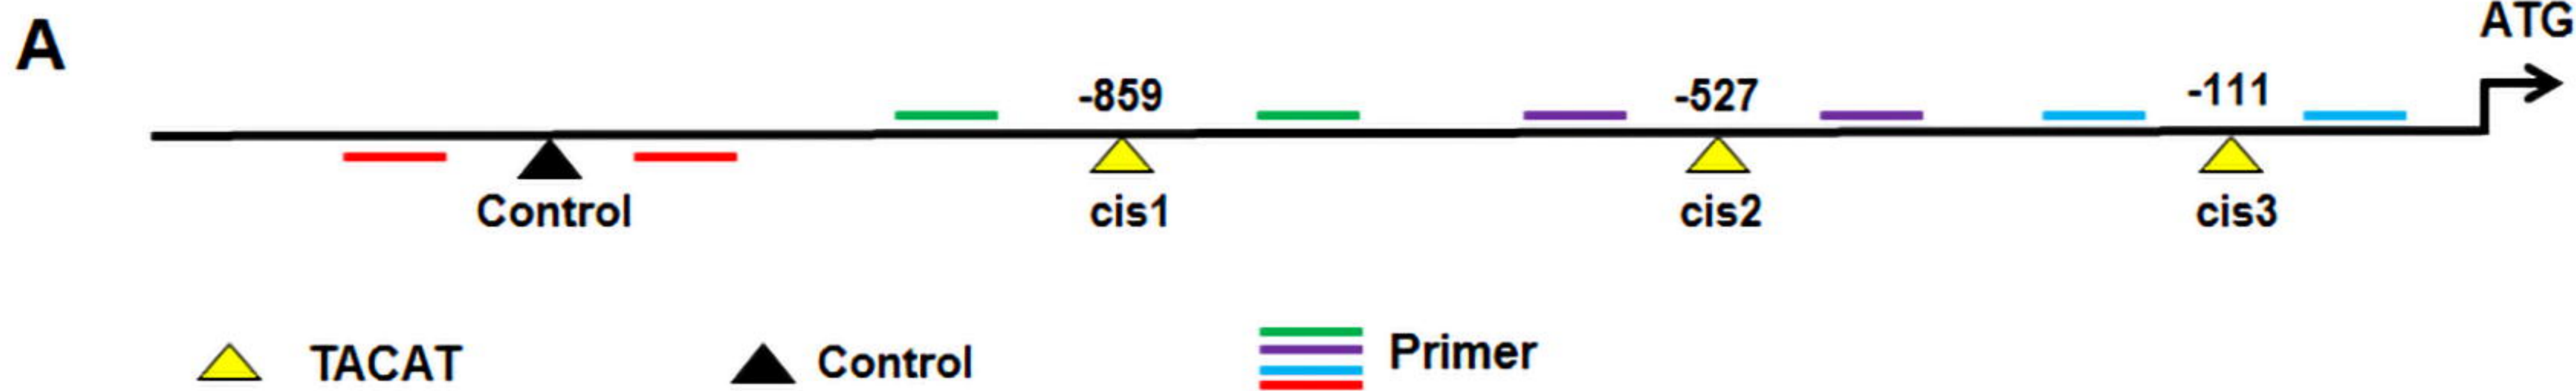 A
ATG
-859
-527
-111
Control
cis1
cis2
cis3
TACAT
Control
Primer